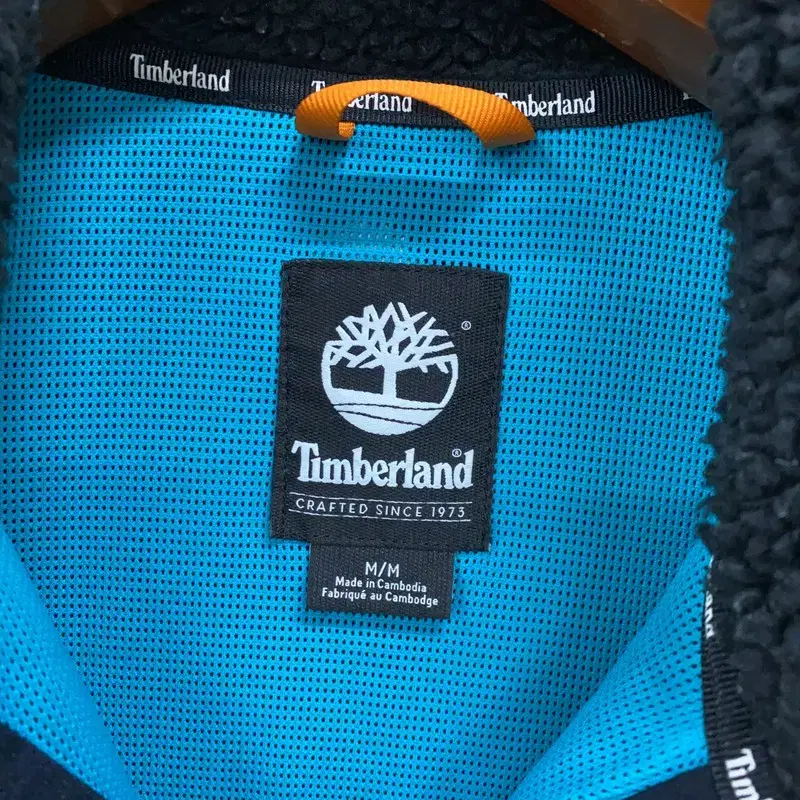 Timberland
Timberland
Timberland
®
Timberland®
CRAFTED SINCE 1973
M/M
Made in Cambodia
Fabriqué au Cambodge